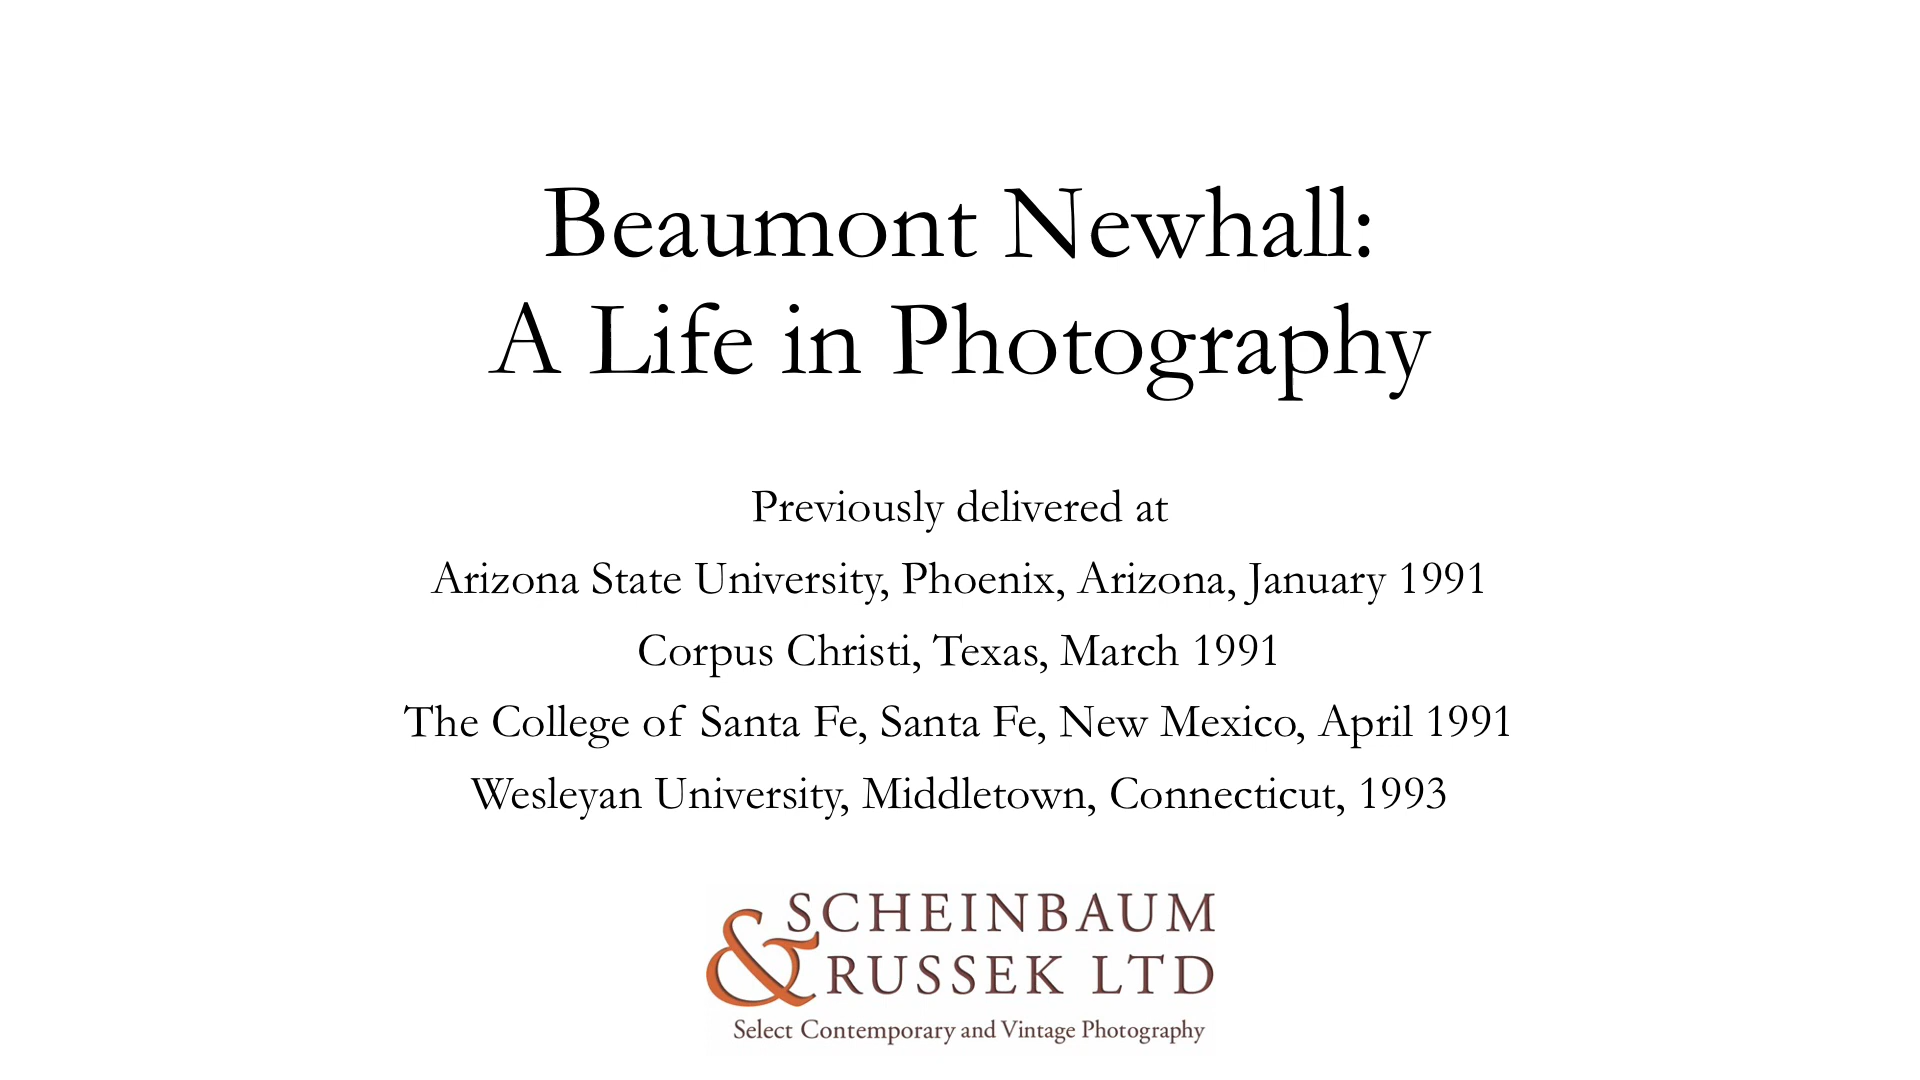 Beaumont Newhall:
A Life in Photography
Previously delivered at
Arizona State University, Phoenix, Arizona, January 1991
Corpus Christi, Texas, March 1991
The College of Santa Fe, Santa Fe, New Mexico, April 1991
Wesleyan University, Middletown, Connecticut, 1993
SCHEINBAUM
& RUSSEK LTD
Select Contemporary and Vintage Photography